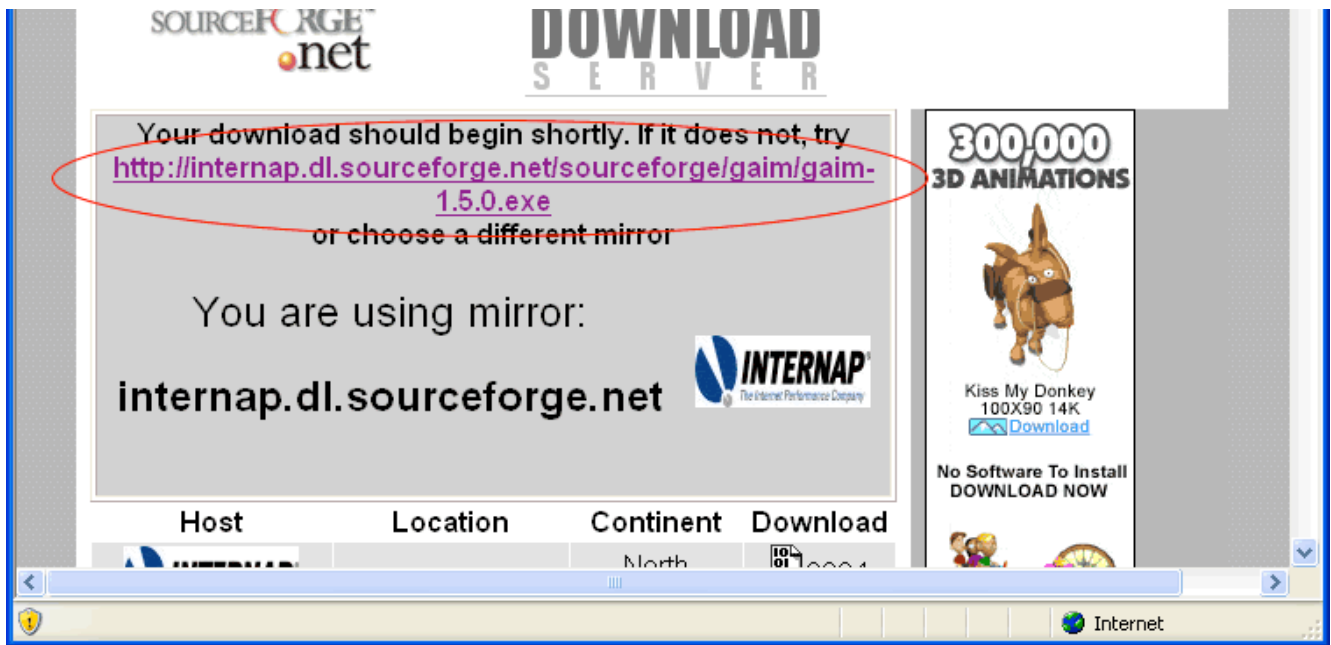 SOURCEFORGE™
.net
DOWNLOAD
SERVER
Your download should begin shortly. If it does not, try
http://internap.dl.sourceforge.net/sourceforge/gaim/gaim-
1.5.0.exe
or choose a different mirror
You are using mirror:
internap.dl.sourceforge.net
INTERNAP
The Internet Performance Company
Host Location Continent Download
INTERNAP
North
300,000
3D ANIMATIONS
Kiss My Donkey
100X90 14K
Download
No Software To Install
DOWNLOAD NOW
Internet